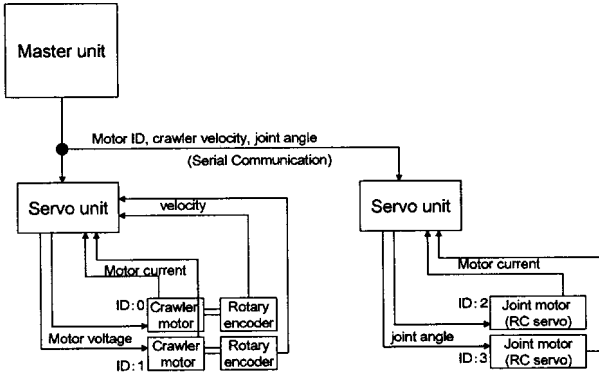 Master unit
Motor ID, crawler velocity, joint angle
(Serial Communication)
Servo unit
velocity
Motor current
ID:0
Crawler
motor
Rotary
encoder
Motor voltage
ID:1
Crawler
motor
Rotary
encoder
Servo unit
Motor current
ID:2
Joint motor
(RC servo)
joint angle
ID:3
Joint motor
(RC servo)